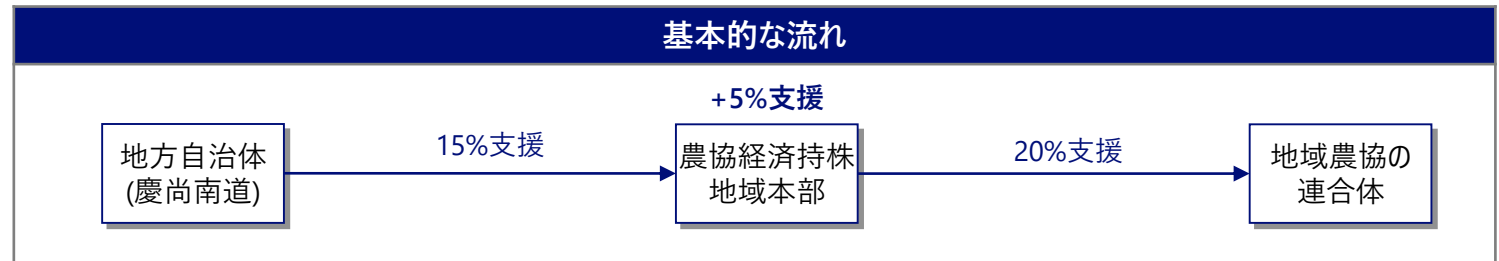 基本的な流れ
+5%支援
地方自治体
(慶尚南道)
15%支援
農協経済持株
地域本部
20%支援
地域農協の
連合体